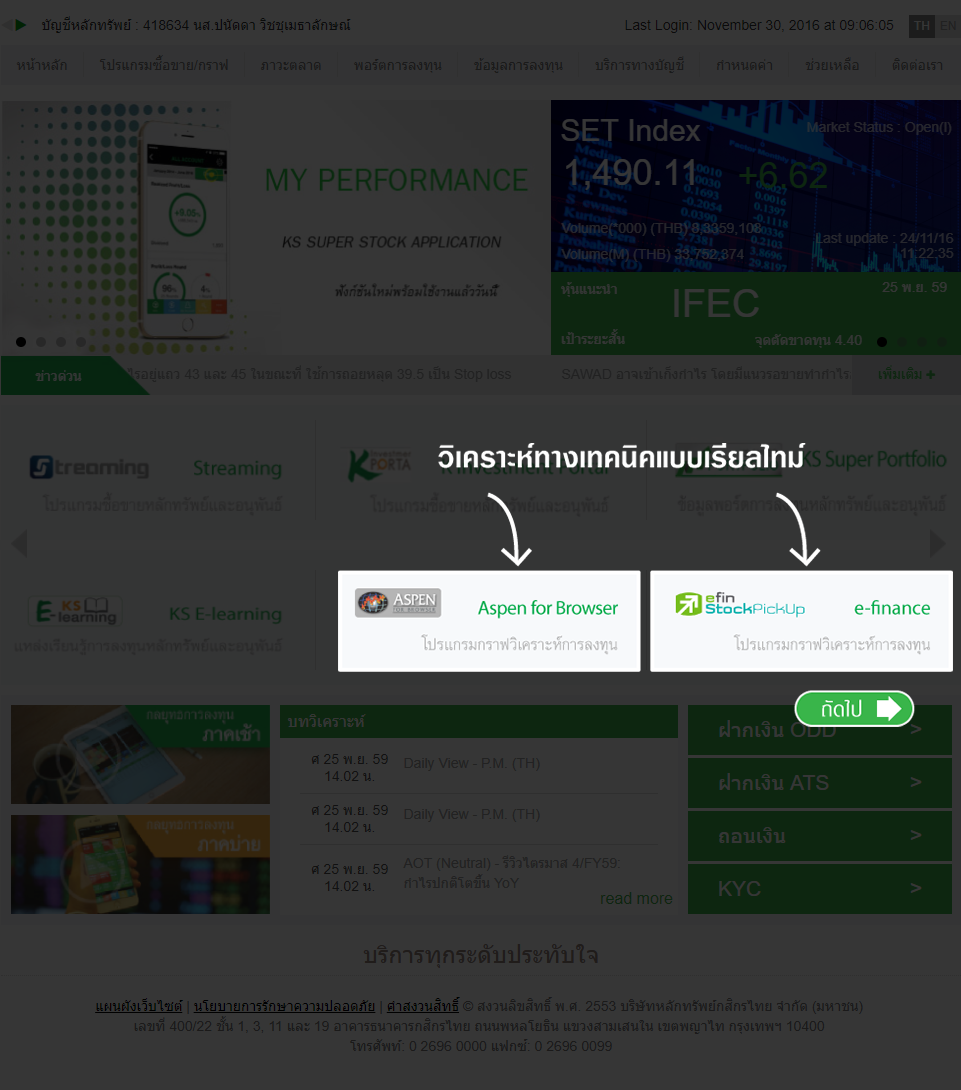 บัญชีหลักทรัพย์ : 418634 นส.ปนัดดา วิชชุเมธาลักษณ์
Last Login: November 30, 2016 at 09:06:05 TH EN
หน้าหลัก โปรแกรมซื้อขาย/กราฟ ภาวะตลาด พอร์ตการลงทุน ข้อมูลการลงทุน บริการทางบัญชี กำหนดค่า ช่วยเหลือ ติดต่อเรา
MY PERFORMANCE
KS SUPER STOCK APPLICATION
ฟังก์ชันใหม่พร้อมใช้งานแล้ววันนี้
SET Index
Market Status : Open(I)
1,490.11 +6.62
Volume('000) (THB) 8,3359,108
Volume(M) (THB) 33,752,374
Last update : 24/11/16
11:22:35
หุ้นแนะนำ
IFEC
25 พ.ย. 59
เป้าระยะสั้น
จุดตัดขาดทุน 4.40
ข่าวด่วน
ไรอยู่แถว 43 และ 45 ในขณะที่ ใช้การถอยหลุด 39.5 เป็น Stop loss
SAWAD อาจเข้าเก็งกำไร โดยมีแนวรอขายทำกำไร
เพิ่มเติม +
วิเคราะห์ทางเทคนิคแบบเรียลไทม์
Streaming
Streaming
โปรแกรมซื้อขายหลักทรัพย์และอนุพันธ์
PORTA
K Investment Portal
โปรแกรมซื้อขายหลักทรัพย์และอนุพันธ์
KS Super Portfolio
ข้อมูลพอร์ตการลงทุนหลักทรัพย์และอนุพันธ์
KS
E-learning
KS E-learning
แหล่งเรียนรู้การลงทุนหลักทรัพย์และอนุพันธ์
ASPEN
FOR BROWSER
Aspen for Browser
โปรแกรมกราฟวิเคราะห์การลงทุน
efin
StockPickUp
e-finance
โปรแกรมกราฟวิเคราะห์การลงทุน
ถัดไป
กลยุทธ์การลงทุน
ภาคเช้า
กลยุทธ์การลงทุน
ภาคบ่าย
บทวิเคราะห์
ศ 25 พ.ย. 59
14.02 น.
Daily View - P.M. (TH)
ศ 25 พ.ย. 59
14.02 น.
Daily View - P.M. (TH)
ศ 25 พ.ย. 59
14.02 น.
AOT (Neutral) - รีวิวไตรมาส 4/FY59:
กำไรปกติโตขึ้น YoY
read more
ฝากเงิน ODD >
ฝากเงิน ATS >
ถอนเงิน >
KYC >
บริการทุกระดับประทับใจ
แผนผังเว็บไซต์ | นโยบายการรักษาความปลอดภัย | ศาสงวนสิทธิ์ © สงวนลิขสิทธิ์ พ.ศ. 2553 บริษัทหลักทรัพย์กสิกรไทย จำกัด (มหาชน)
เลขที่ 400/22 ชั้น 1, 3, 11 และ 19 อาคารธนาคารกสิกรไทย ถนนพหลโยธิน แขวงสามเสนใน เขตพญาไท กรุงเทพฯ 10400
โทรศัพท์: 0 2696 0000 แฟกซ์: 0 2696 0099